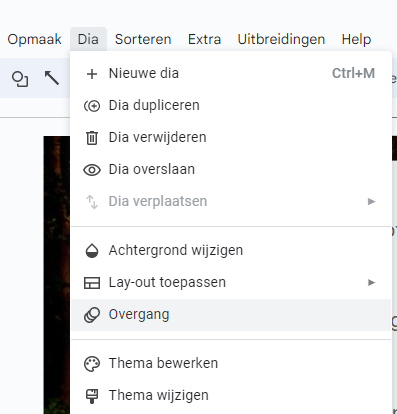 Opmaak Dia Sorteren Extra Uitbreidingen Help
Nieuwe dia Ctrl+M
Dia dupliceren
Dia verwijderen
Dia overslaan
Dia verplaatsen
Achtergrond wijzigen
Lay-out toepassen
Overgang
Thema bewerken
Thema wijzigen